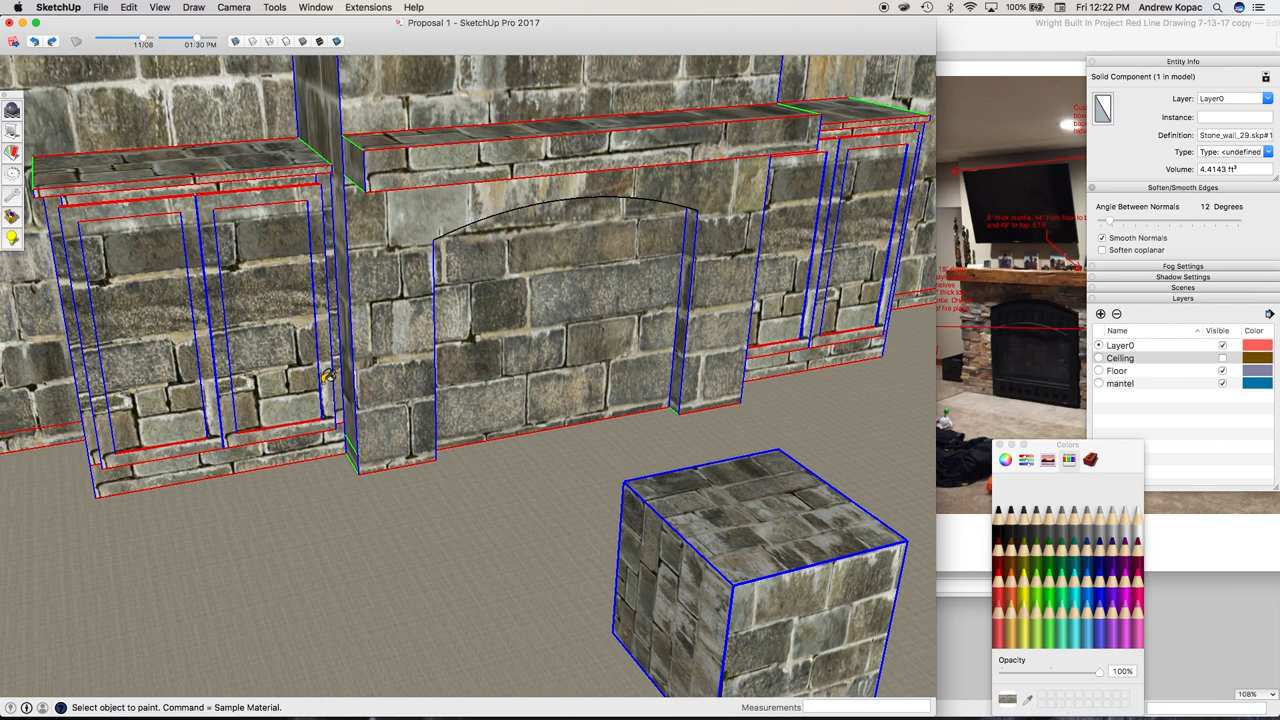 SketchUp File Edit View Draw Camera Tools Window Extensions Help 100% Fri 12:22 PM Andrew Kopac
Proposal 1 - SketchUp Pro 2017
Wright Built In Project Red Line Drawing 7-13-17 copy
11/08 01:30 PM
Entity Info
Solid Component (1 in model)
Layer: Layer0
Instance:
Definition: Stone_wall_29.skp#1
Type: Type: <undefined
Volume: 4.4143 ft³
Soften/Smooth Edges
Angle Between Normals 12 Degrees
Smooth Normals
Soften coplanar
Fog Settings
Shadow Settings
Scenes
Layers
Name Visible Color
Layer0
Ceiling
Floor
mantel
Colors
Opacity
100%
108%
Select object to paint. Command = Sample Material.
Measurements